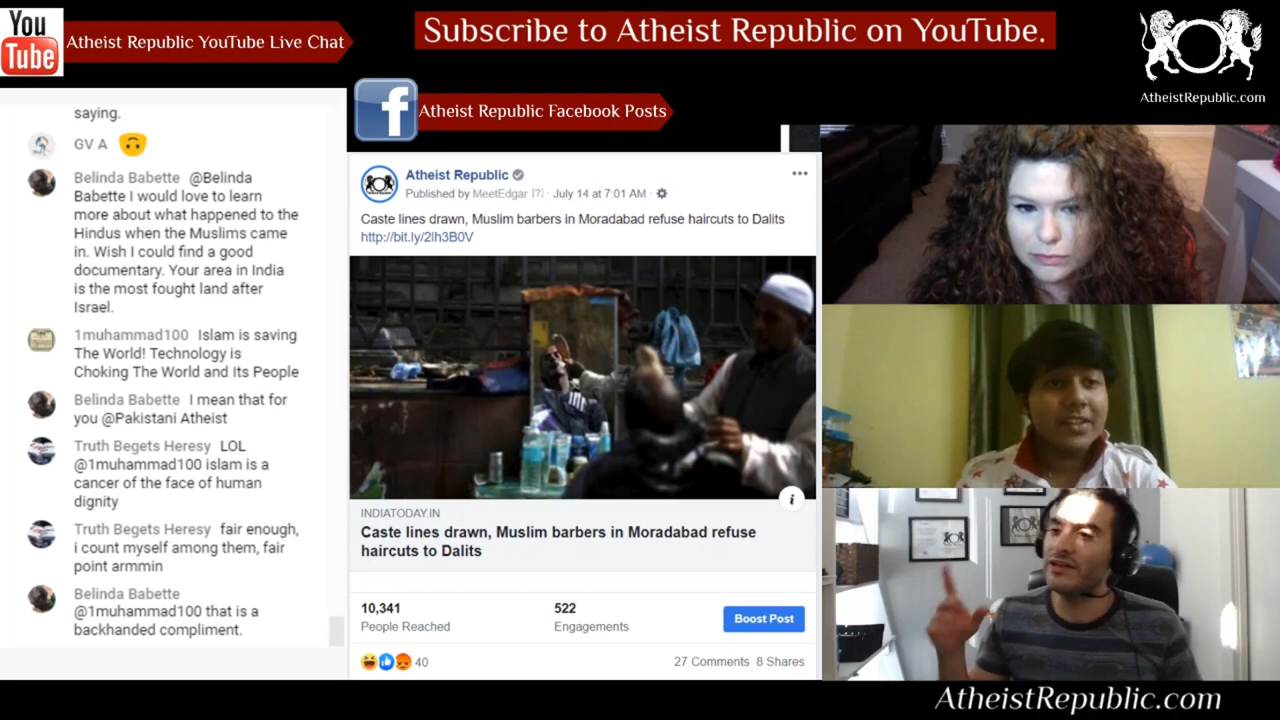 You
Tube
Atheist Republic YouTube Live Chat
Subscribe to Atheist Republic on YouTube.
AtheistRepublic.com
f
Atheist Republic Facebook Posts
saying.
GV A
Belinda Babette @Belinda
Babette I would love to learn
more about what happened to the
Hindus when the Muslims came
in. Wish I could find a good
documentary. Your area in India
is the most fought land after
Israel.
1muhammad100 Islam is saving
The World! Technology is
Choking The World and Its People
Belinda Babette I mean that for
you @Pakistani Atheist
Truth Begets Heresy LOL
@1muhammad100 islam is a
cancer of the face of human
dignity
Truth Begets Heresy fair enough,
i count myself among them, fair
point armmin
Belinda Babette
@1muhammad100 that is a
backhanded compliment.
Atheist Republic
Published by MeetEdgar [?] · July 14 at 7:01 AM ·
Caste lines drawn, Muslim barbers in Moradabad refuse haircuts to Dalits
http://bit.ly/2lh3B0V
INDIATODAY.IN
Caste lines drawn, Muslim barbers in Moradabad refuse
haircuts to Dalits
10,341
People Reached
522
Engagements
Boost Post
40
27 Comments 8 Shares
AtheistRepublic.com